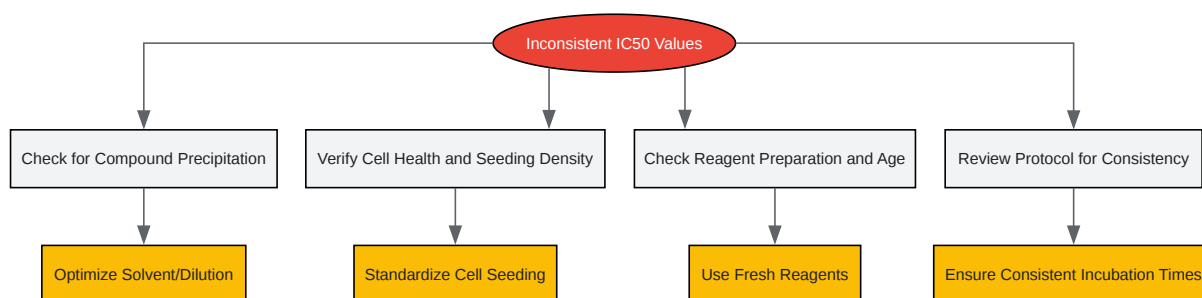 Inconsistent IC50 Values
Check for Compound Precipitation
Verify Cell Health and Seeding Density
Check Reagent Preparation and Age
Review Protocol for Consistency
Optimize Solvent/Dilution
Standardize Cell Seeding
Use Fresh Reagents
Ensure Consistent Incubation Times